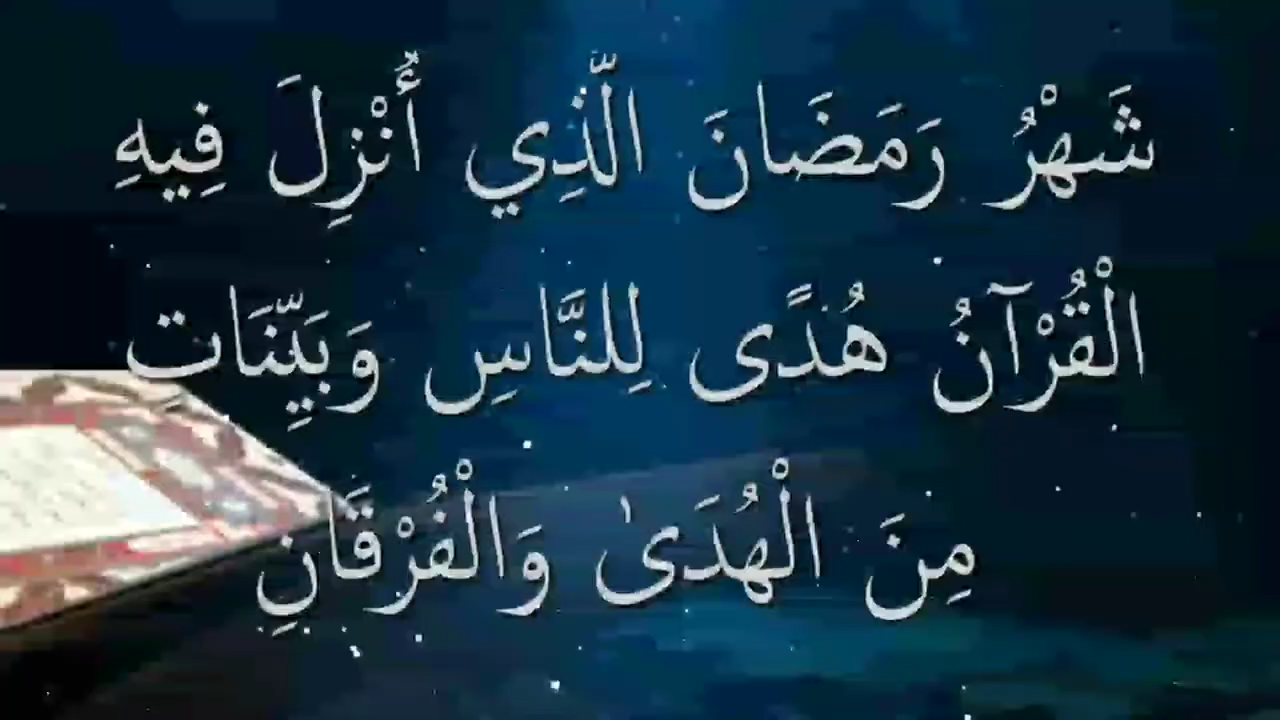 شَهْرُ رَمَضَانَ الَّذِي أُنْزِلَ فِيهِ
الْقُرْآنُ هُدًى لِلنَّاسِ وَبَيِّنَاتٍ
مِنَ الْهُدَىٰ وَالْفُرْقَانِ